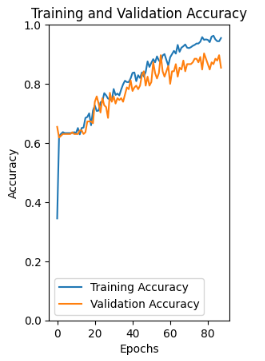 Training and Validation Accuracy
1.0
0.8
0.6
0.4
0.2
0.0
Accuracy
Training Accuracy
Validation Accuracy
0 20 40 60 80
Epochs